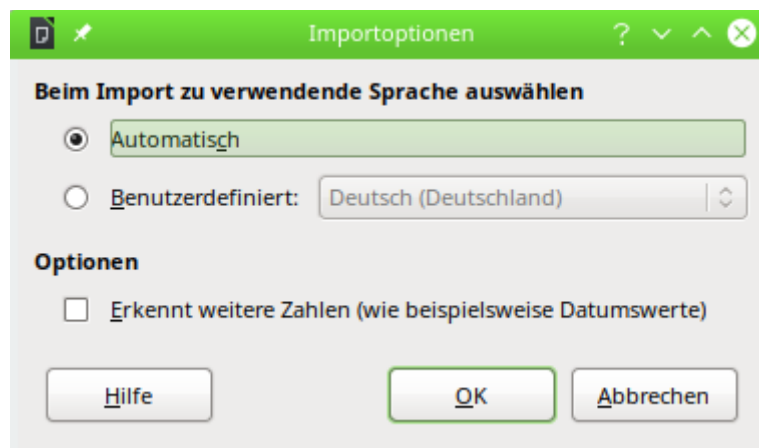 Importoptionen
Beim Import zu verwendende Sprache auswählen
Automatisch
Benutzerdefiniert: Deutsch (Deutschland)
Optionen
Erkennt weitere Zahlen (wie beispielsweise Datumswerte)
Hilfe OK Abbrechen